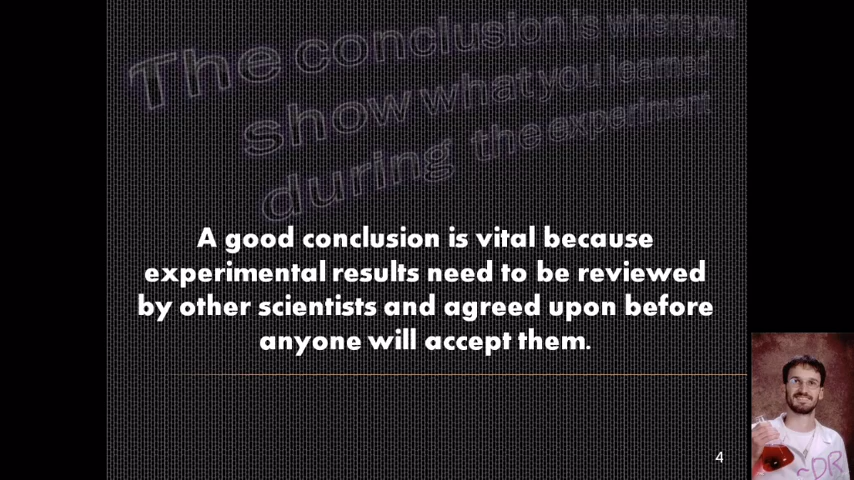 The conclusion is where you
show what you learned
during the experiment
A good conclusion is vital because
experimental results need to be reviewed
by other scientists and agreed upon before
anyone will accept them.
4
~DR